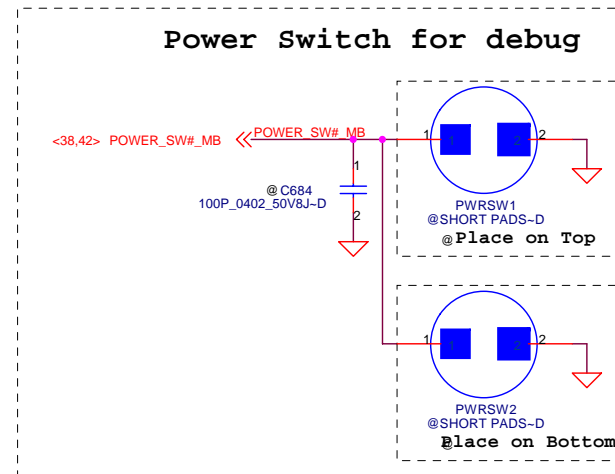 Power Switch for debug
<38,42> POWER_SW#_MB POWER_SW#_MB
1 1 2 2
1
@ C684
100P_0402_50V8J~D
2
PWRSW1
@SHORT PADS~D
@Place on Top
1 1 2 2
PWRSW2
@SHORT PADS~D
@Place on Bottom